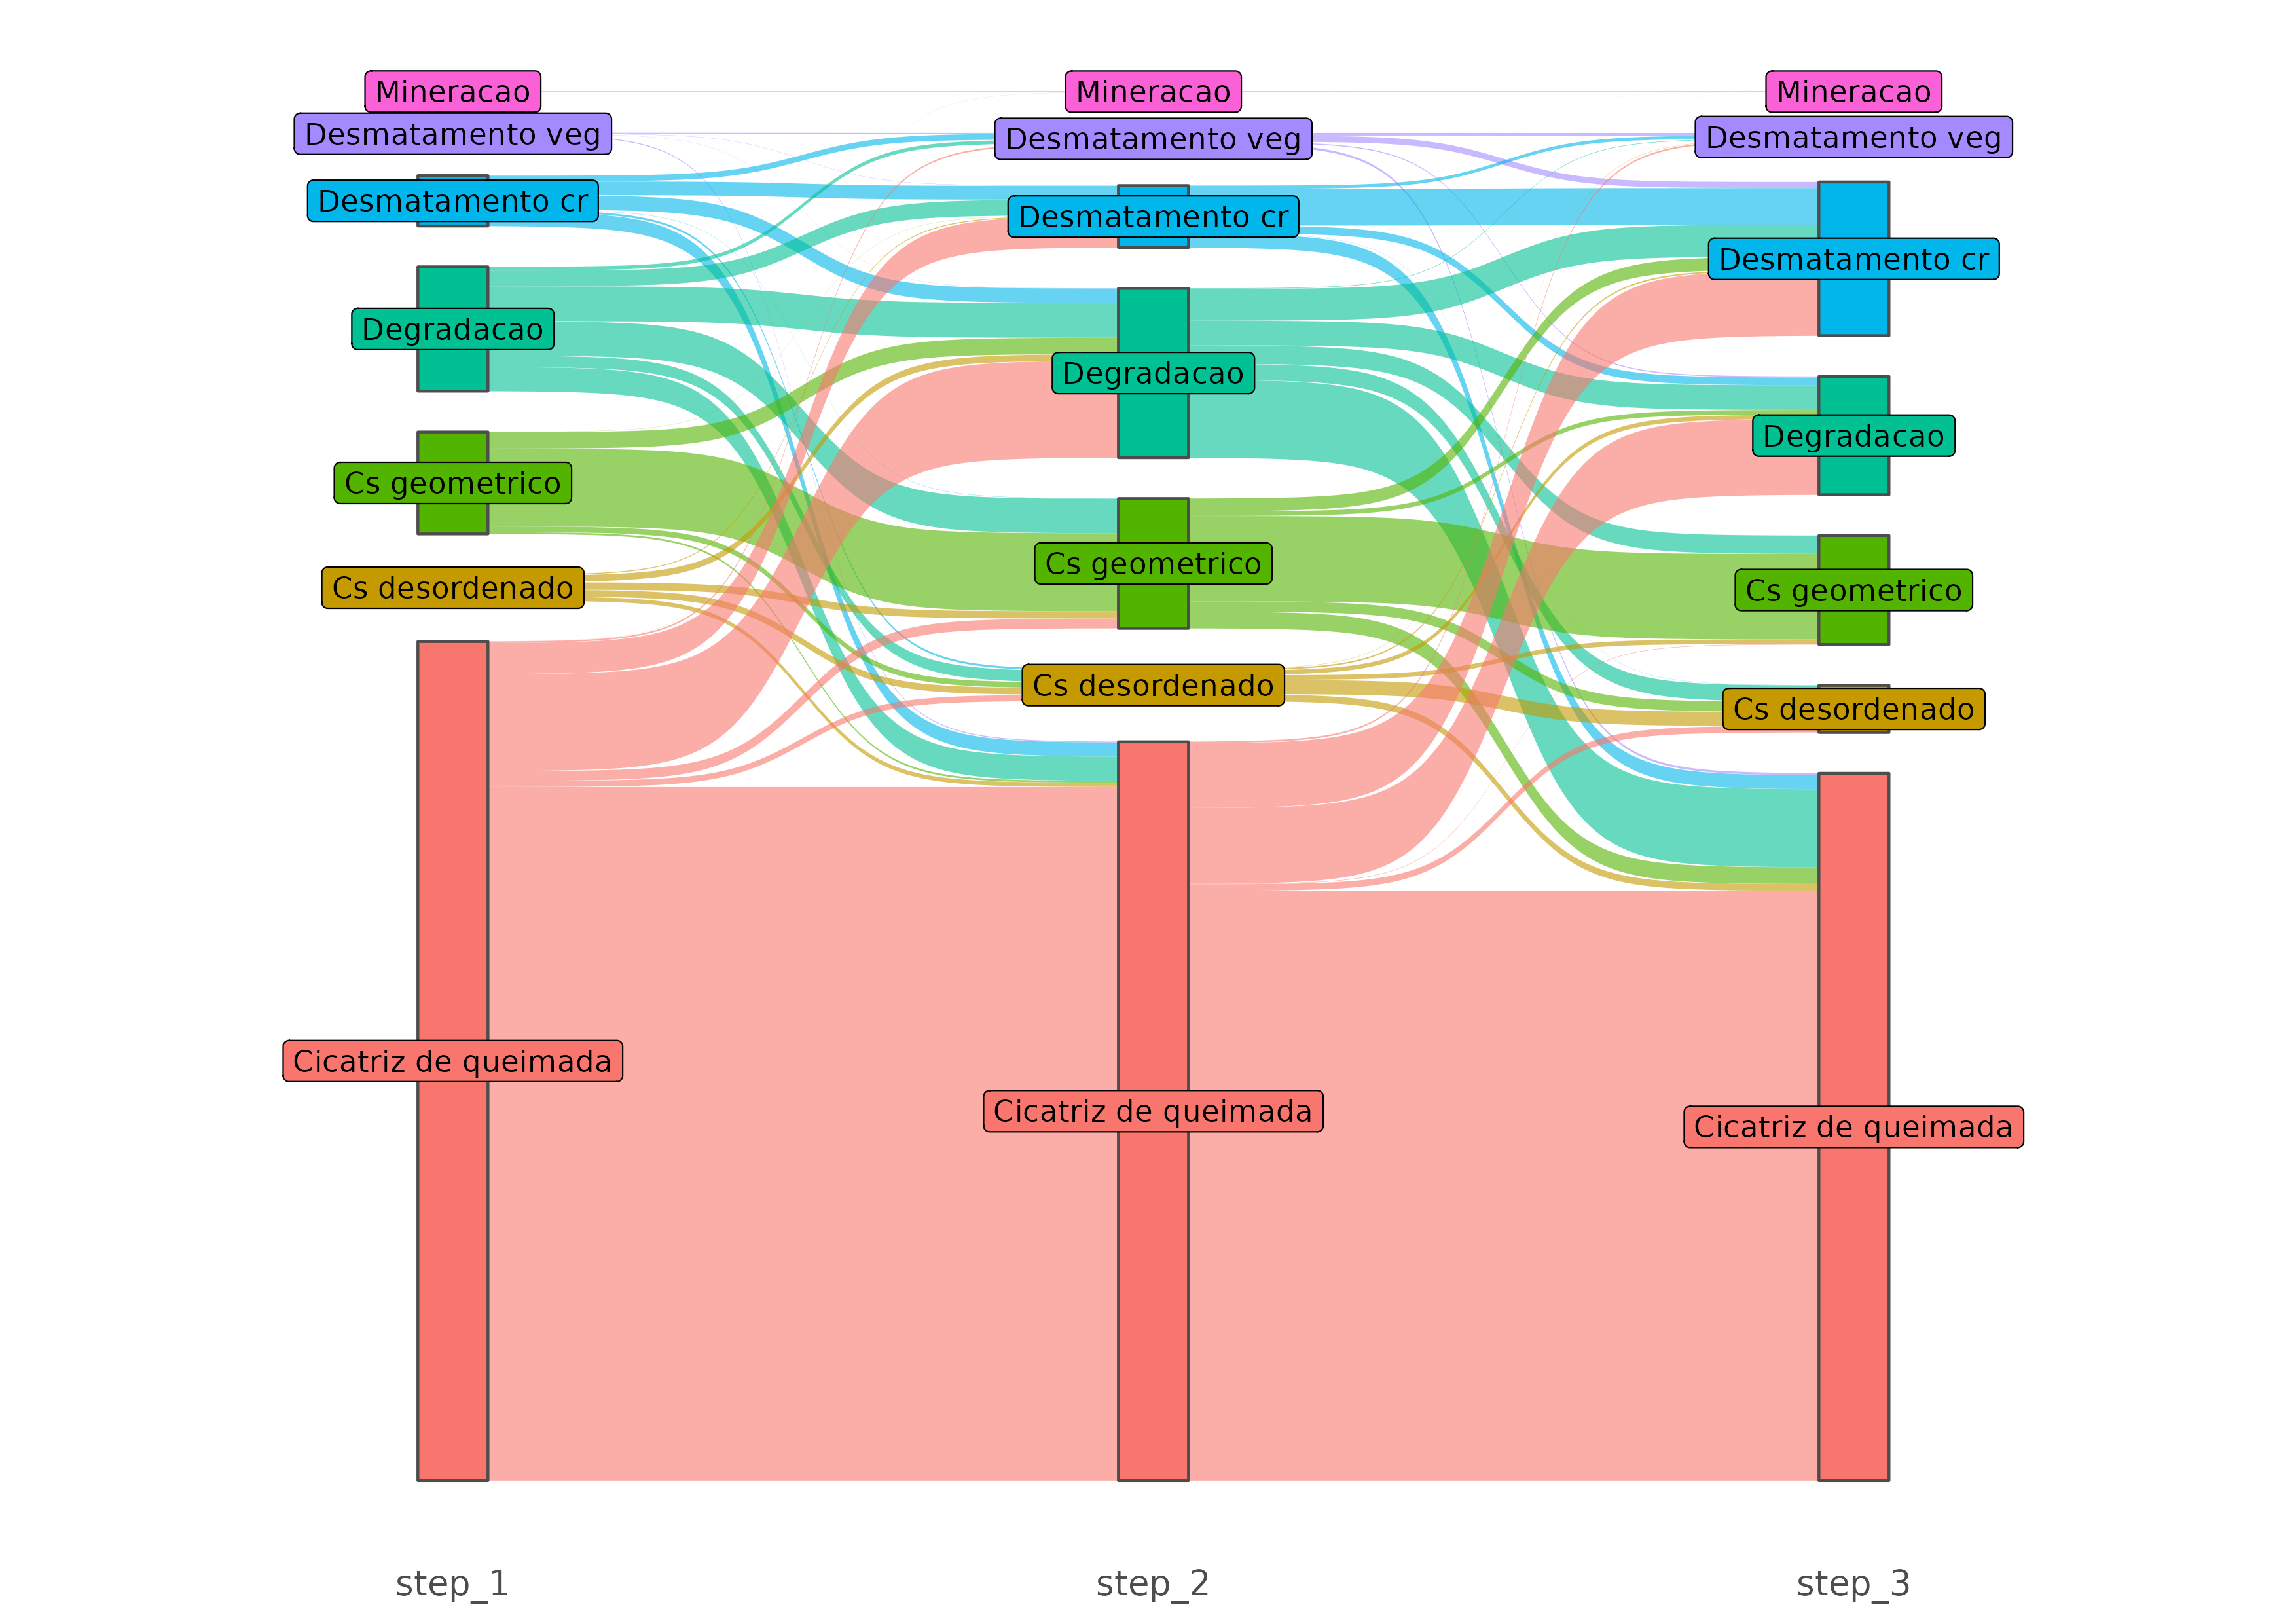 Mineracao
Desmatamento veg
Desmatamento cr
Degradacao
Cs geometrico
Cs desordenado
Cicatriz de queimada
Mineracao
Desmatamento veg
Desmatamento cr
Degradacao
Cs geometrico
Cs desordenado
Cicatriz de queimada
Mineracao
Desmatamento veg
Desmatamento cr
Degradacao
Cs geometrico
Cs desordenado
Cicatriz de queimada
step_1
step_2
step_3